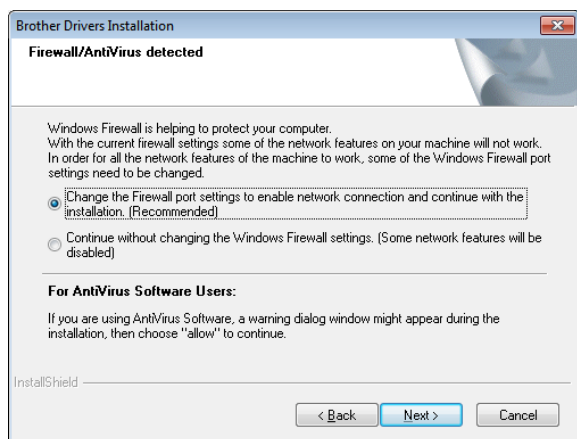 Brother Drivers Installation
Firewall/AntiVirus detected
Windows Firewall is helping to protect your computer.
With the current firewall settings some of the network features on your machine will not work.
In order for all the network features of the machine to work, some of the Windows Firewall port
settings need to be changed.
Change the Firewall port settings to enable network connection and continue with the
installation. (Recommended)
Continue without changing the Windows Firewall settings. (Some network features will be
disabled)
For AntiVirus Software Users:
If you are using AntiVirus Software, a warning dialog window might appear during the
installation, then choose "allow" to continue.
InstallShield
< Back
Next >
Cancel